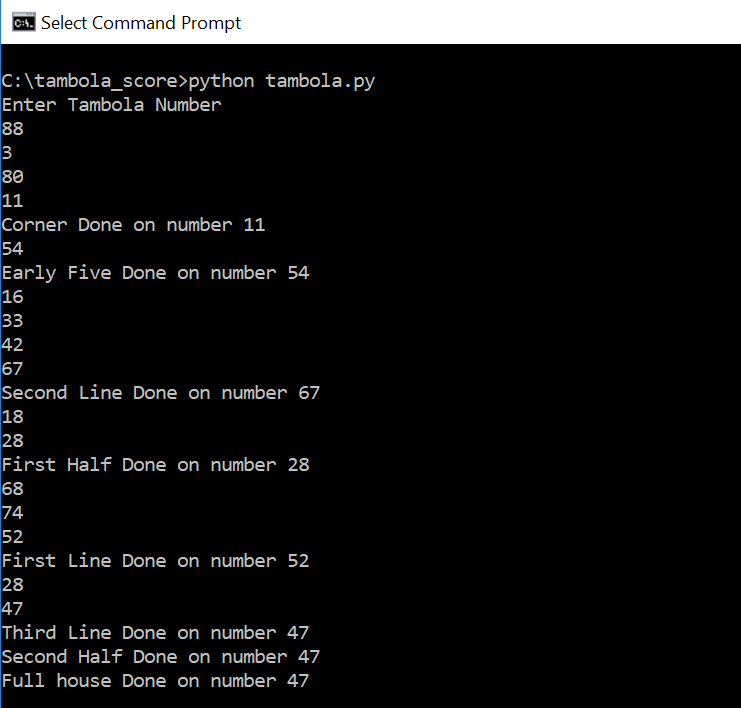 Select Command Prompt
C:\tambola_score>python tambola.py
Enter Tambola Number
88
3
80
11
Corner Done on number 11
54
Early Five Done on number 54
16
33
42
67
Second Line Done on number 67
18
28
First Half Done on number 28
68
74
52
First Line Done on number 52
28
47
Third Line Done on number 47
Second Half Done on number 47
Full house Done on number 47